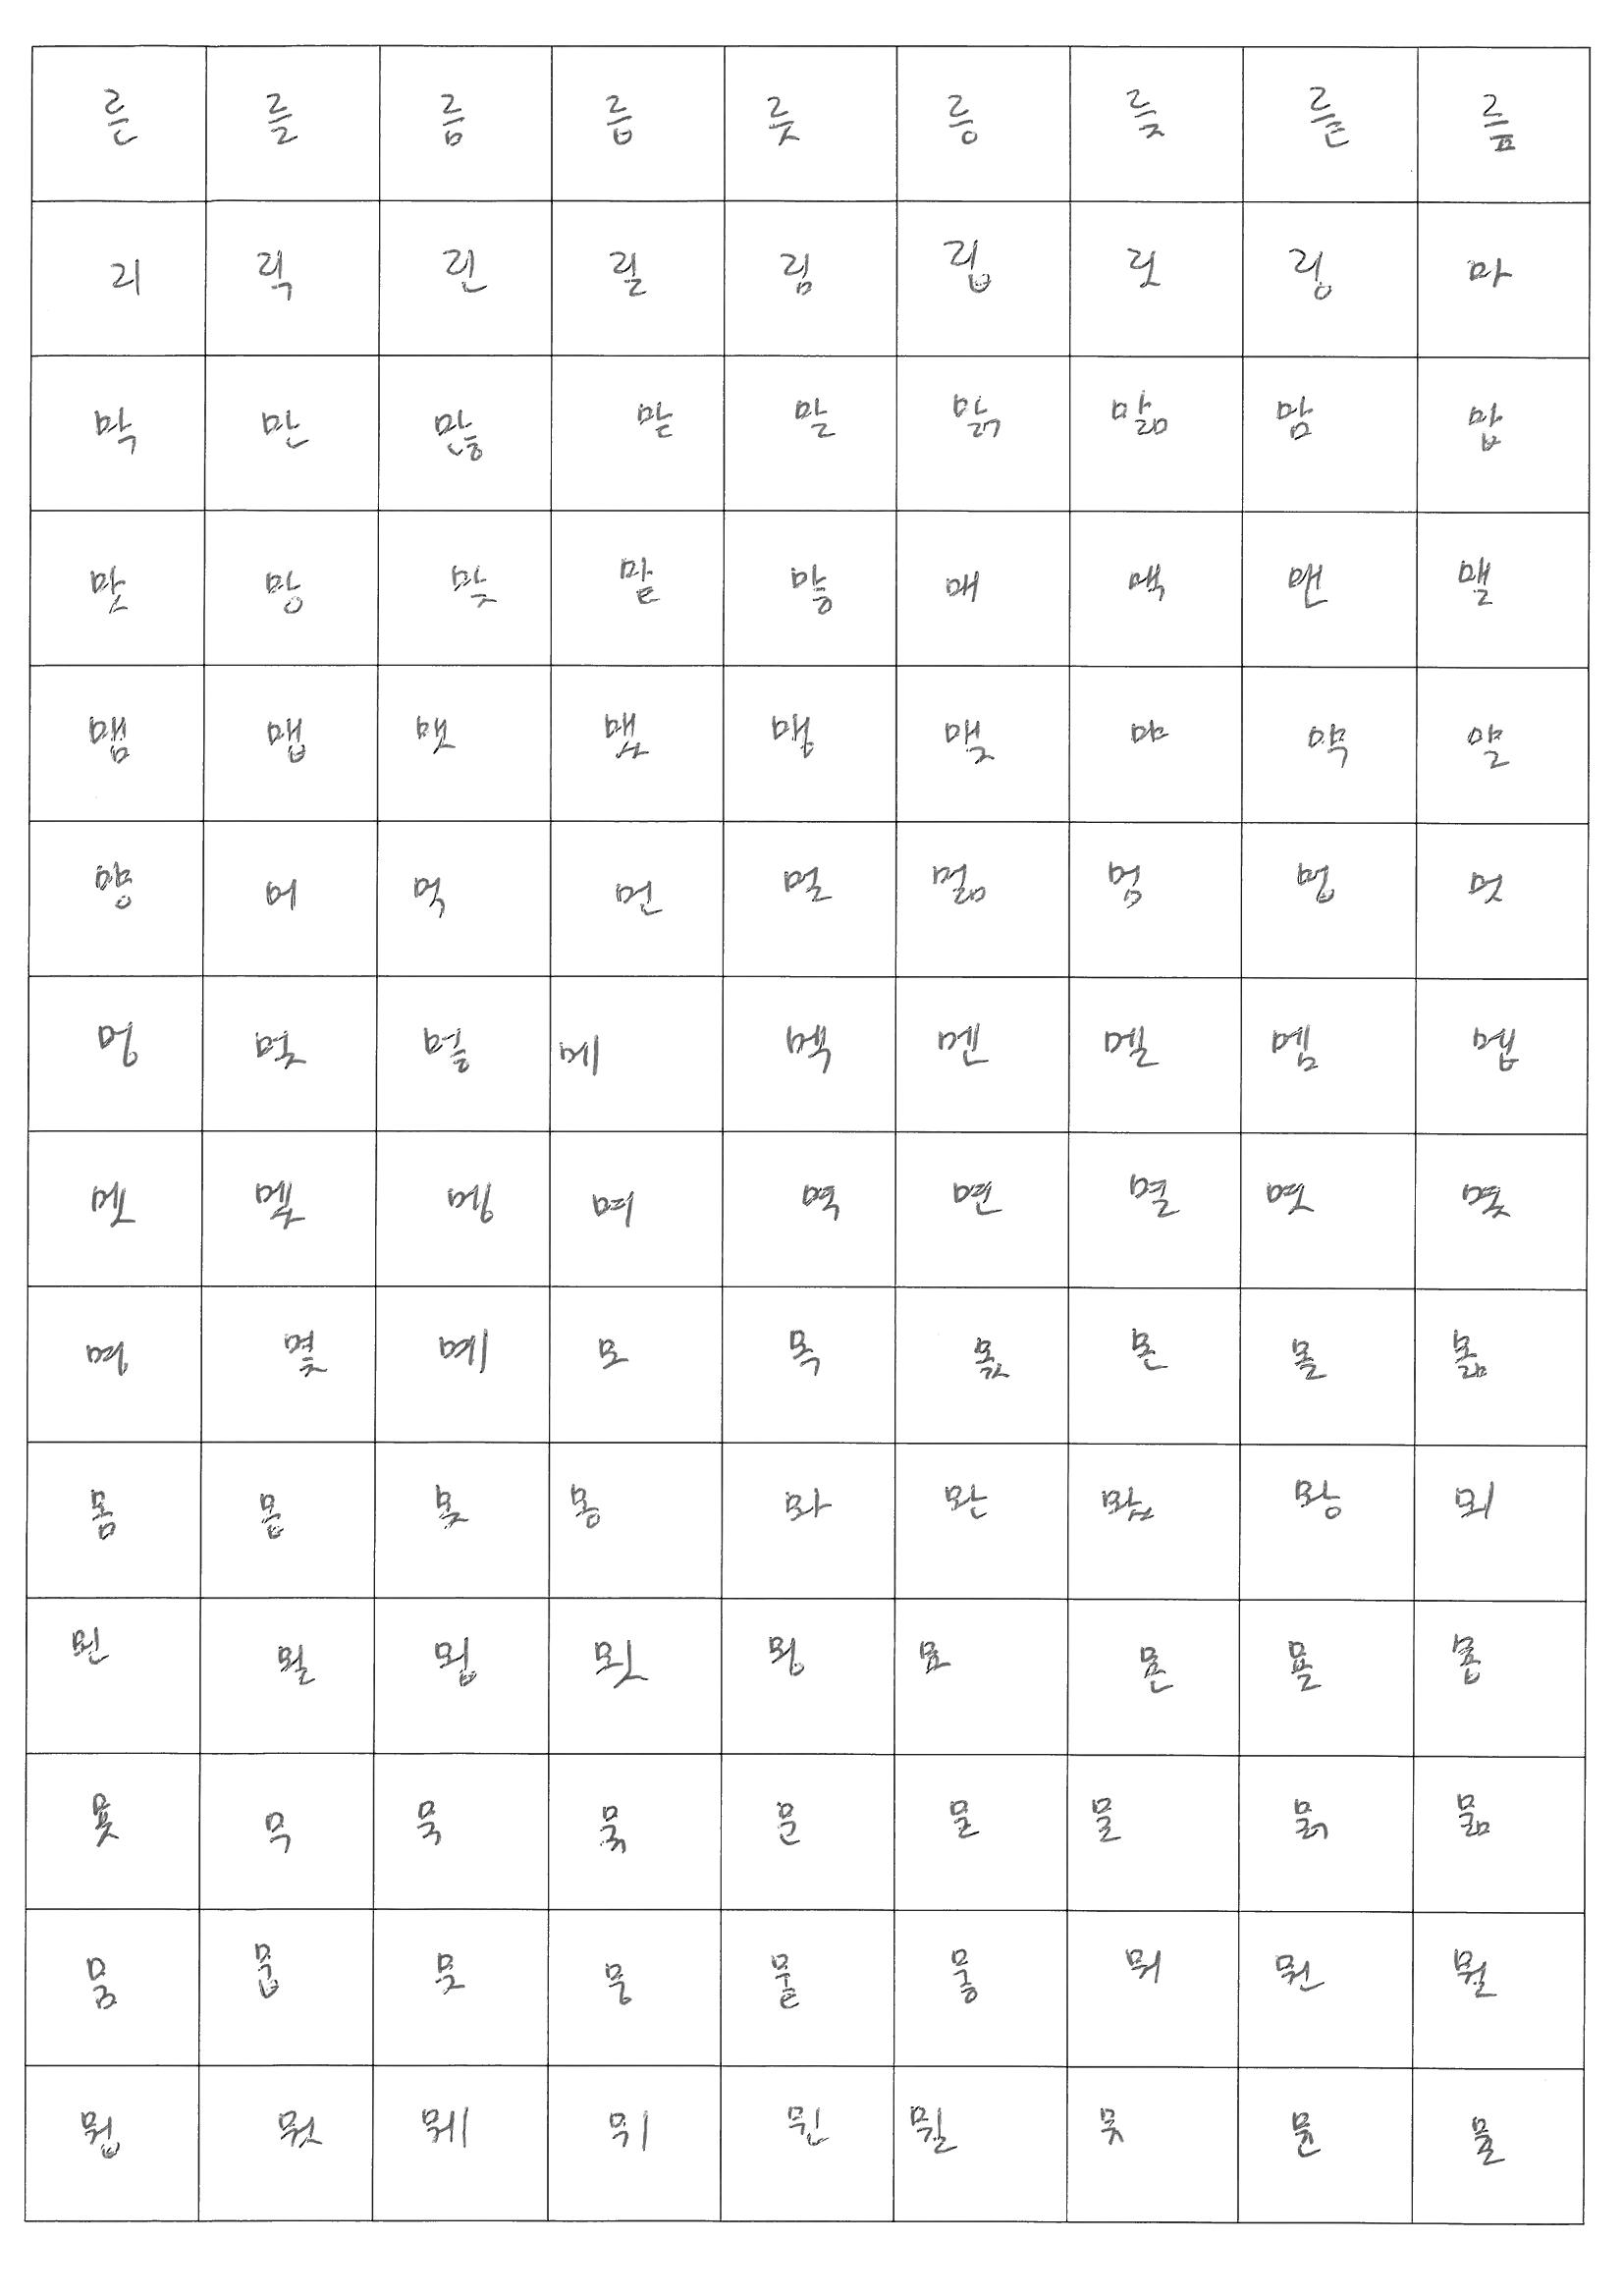 른 를 름 릅 릇 릉 릊 릍 릎
리 릭 린 릴 림 립 릿 링 마
막 만 많 맏 말 맑 맒 맘 맙
맛 망 맞 맡 맣 매 맥 맨 맬
맴 맵 맷 맸 맹 맺 먀 먁 먈
먕 머 먹 먼 멀 멂 멈 멉 멋
멍 멎 멓 메 멕 멘 멜 멤 멥
멧 멨 멩 며 멱 면 멸 몃 몄
명 몇 몌 모 목 몫 몬 몰 몲
몸 몹 못 몽 뫄 뫈 뫘 뫙 뫼
묀 묄 묍 묏 묑 묘 묜 묠 묩
묫 무 묵 묶 문 묻 물 묽 묾
뭄 뭅 뭇 뭉 뭍 뭏 뭐 뭔 뭘
뭡 뭣 뭬 뮈 뮌 뮐 뮤 뮨 뮬